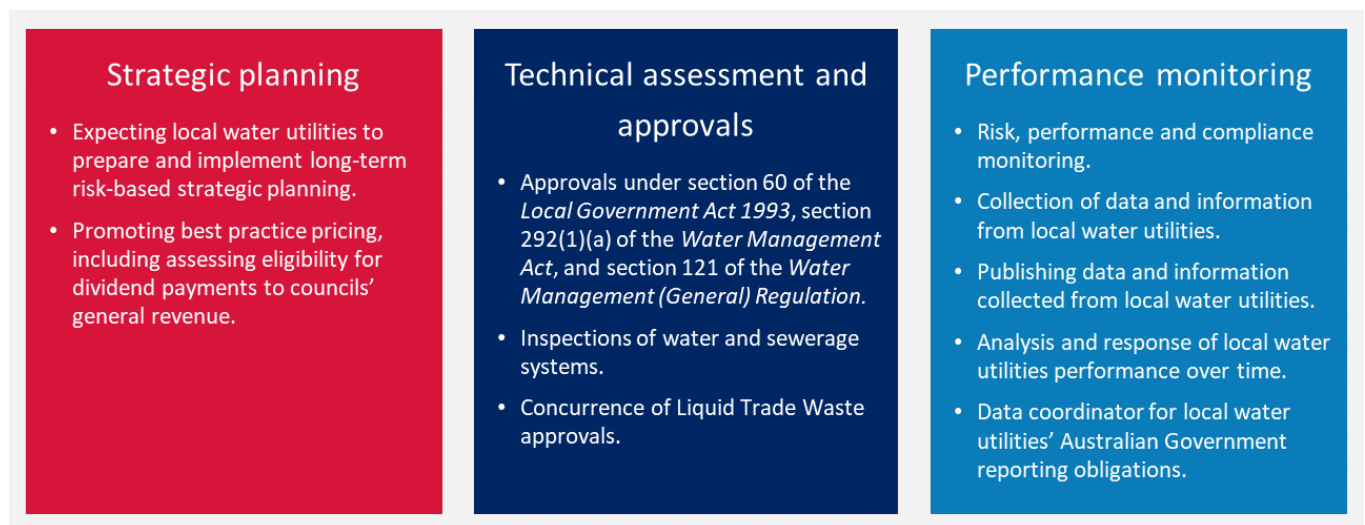 Strategic planning
• Expecting local water utilities to
prepare and implement long-term
risk-based strategic planning.
• Promoting best practice pricing,
including assessing eligibility for
dividend payments to councils’
general revenue.
Technical assessment and
approvals
• Approvals under section 60 of the
Local Government Act 1993, section
292(1)(a) of the Water Management
Act, and section 121 of the Water
Management (General) Regulation.
• Inspections of water and sewerage
systems.
• Concurrence of Liquid Trade Waste
approvals.
Performance monitoring
• Risk, performance and compliance
monitoring.
• Collection of data and information
from local water utilities.
• Publishing data and information
collected from local water utilities.
• Analysis and response of local water
utilities performance over time.
• Data coordinator for local water
utilities’ Australian Government
reporting obligations.